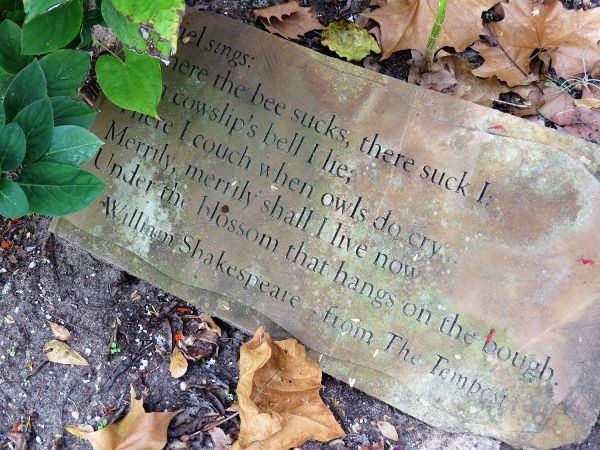 iel sings:
here the bee sucks, there suck I:
cowslip's bell I lie;
here I couch when owls do cry...
Merrily, merrily shall I live now
Under the blossom that hangs on the bough.
-William Shakespeare - from The Tempest